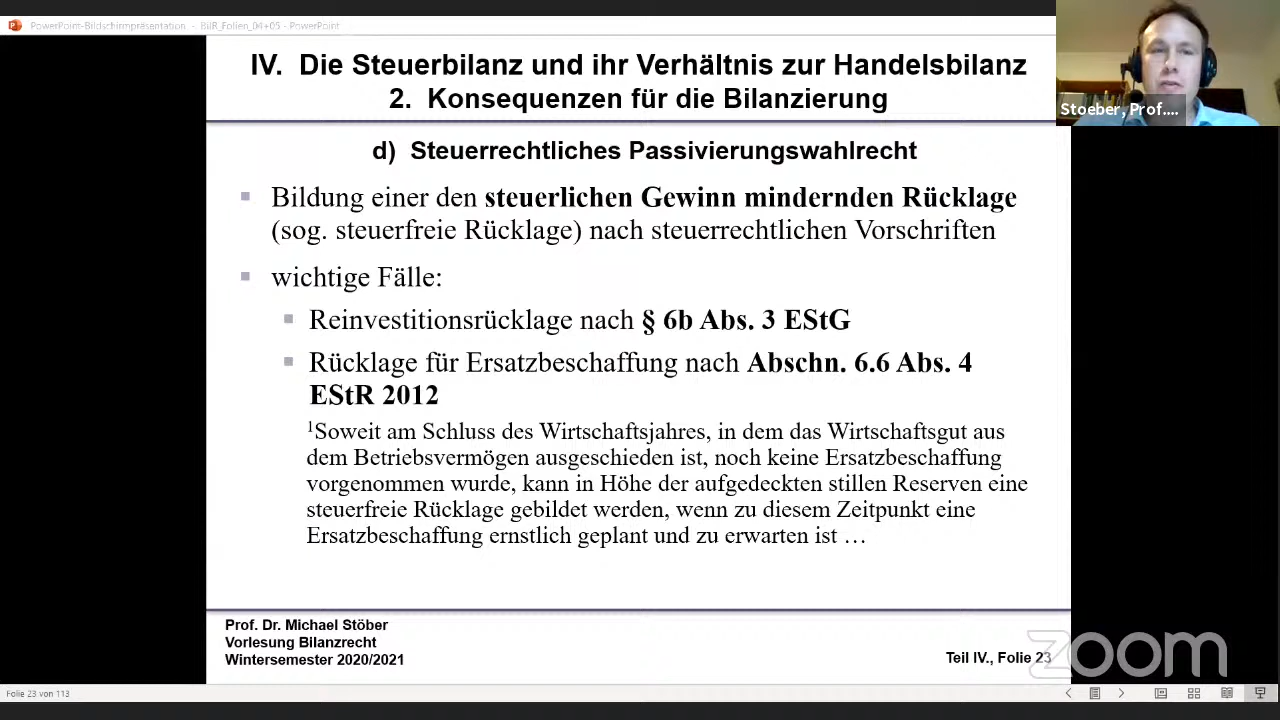 PowerPoint-Bildschirmpräsentation - BilR_Folien_04+05 - PowerPoint
IV. Die Steuerbilanz und ihr Verhältnis zur Handelsbilanz
2. Konsequenzen für die Bilanzierung
Stoeber, Prof....
d) Steuerrechtliches Passivierungswahlrecht
Bildung einer den steuerlichen Gewinn mindernden Rücklage
(sog. steuerfreie Rücklage) nach steuerrechtlichen Vorschriften
wichtige Fälle:
Reinvestitionsrücklage nach § 6b Abs. 3 EStG
Rücklage für Ersatzbeschaffung nach Abschn. 6.6 Abs. 4
EStR 2012
¹Soweit am Schluss des Wirtschaftsjahres, in dem das Wirtschaftsgut aus
dem Betriebsvermögen ausgeschieden ist, noch keine Ersatzbeschaffung
vorgenommen wurde, kann in Höhe der aufgedeckten stillen Reserven eine
steuerfreie Rücklage gebildet werden, wenn zu diesem Zeitpunkt eine
Ersatzbeschaffung ernstlich geplant und zu erwarten ist …
Prof. Dr. Michael Stöber
Vorlesung Bilanzrecht
Wintersemester 2020/2021
Teil IV., Folie 23
zoom
Folie 23 von 113